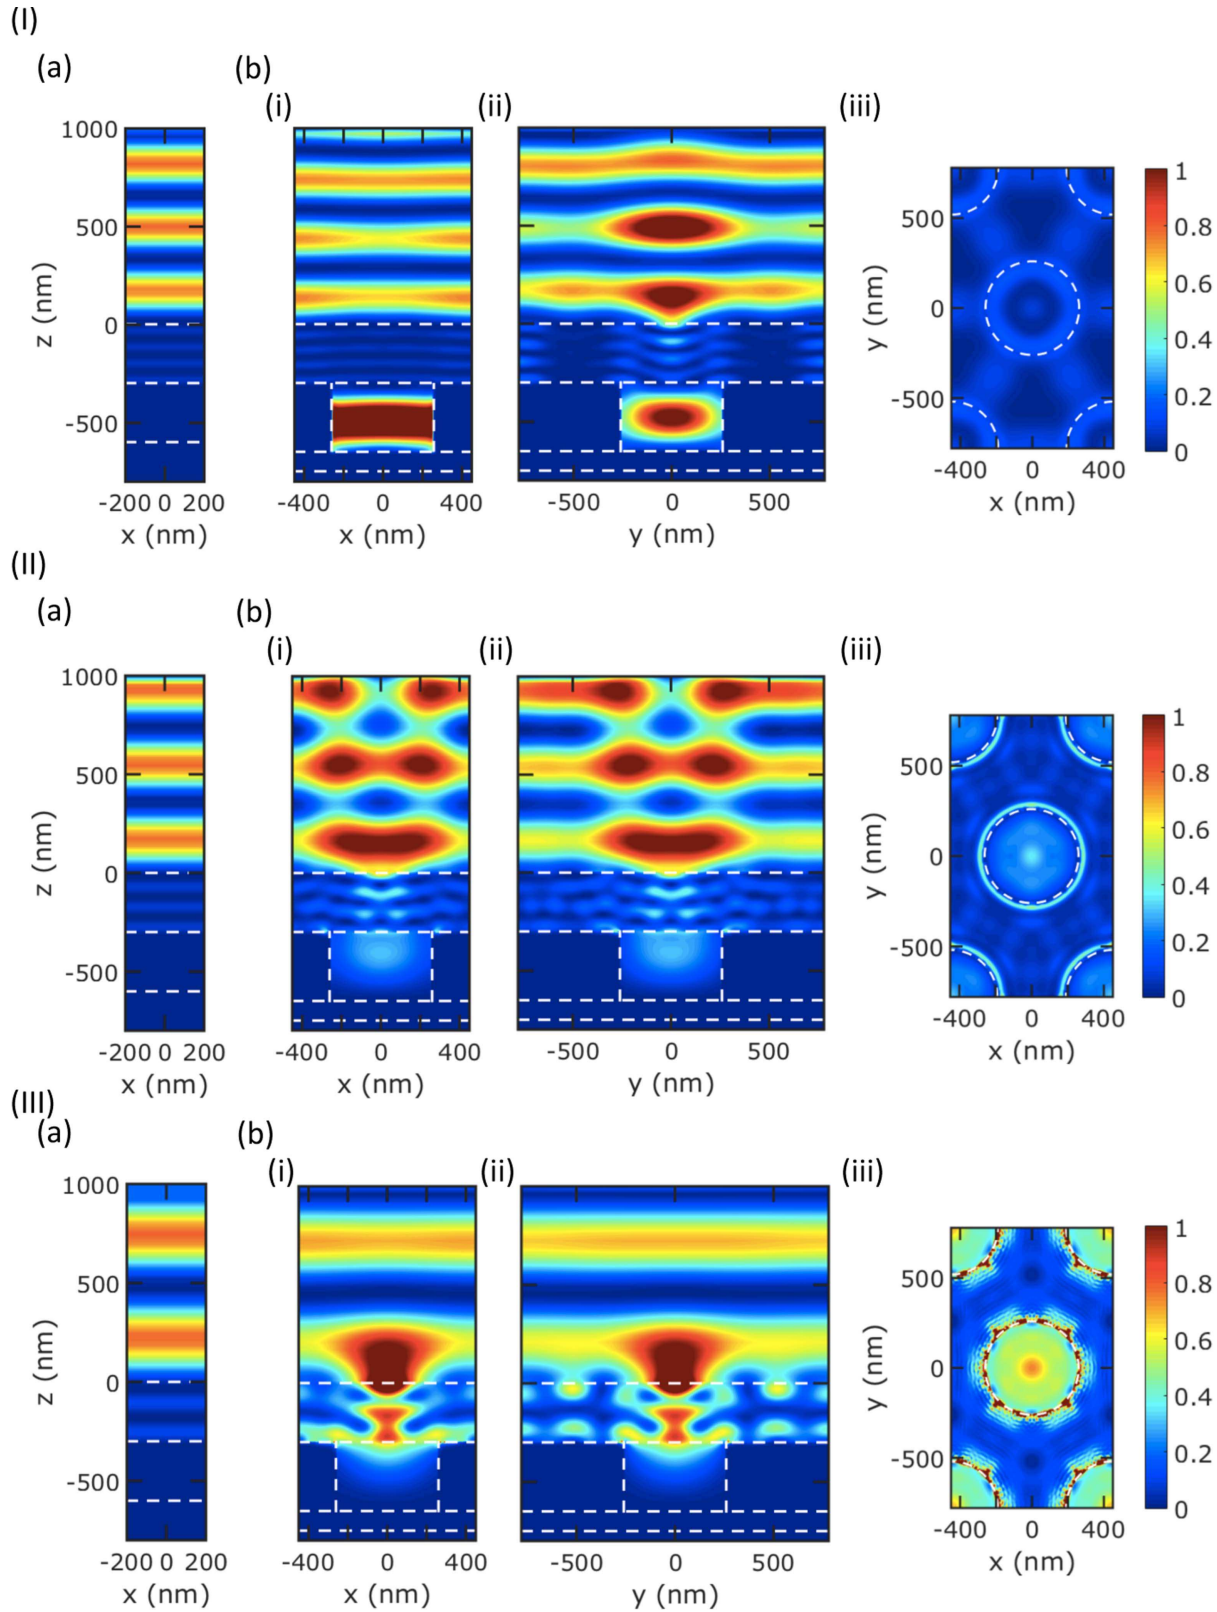 (I)
(a)
(b)
(i)
(ii)
(iii)
1000
500
0
-500
z (nm)
-200 0 200
x (nm)
-400 0 400
x (nm)
-500 0 500
y (nm)
500
0
-500
y (nm)
-400 0 400
x (nm)
1
0.8
0.6
0.4
0.2
0
(II)
(a)
(b)
(i)
(ii)
(iii)
1000
500
0
-500
z (nm)
-200 0 200
x (nm)
-400 0 400
x (nm)
-500 0 500
y (nm)
500
0
-500
y (nm)
-400 0 400
x (nm)
1
0.8
0.6
0.4
0.2
0
(III)
(a)
(b)
(i)
(ii)
(iii)
1000
500
0
-500
z (nm)
-200 0 200
x (nm)
-400 0 400
x (nm)
-500 0 500
y (nm)
500
0
-500
y (nm)
-400 0 400
x (nm)
1
0.8
0.6
0.4
0.2
0